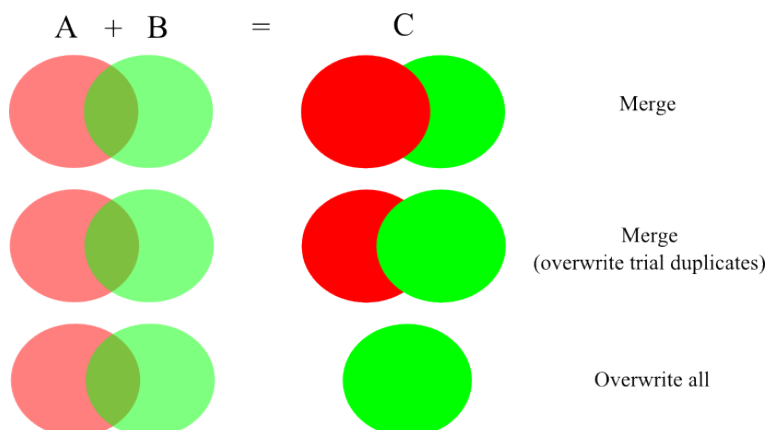 A + B = C
Merge
Merge
(overwrite trial duplicates)
Overwrite all